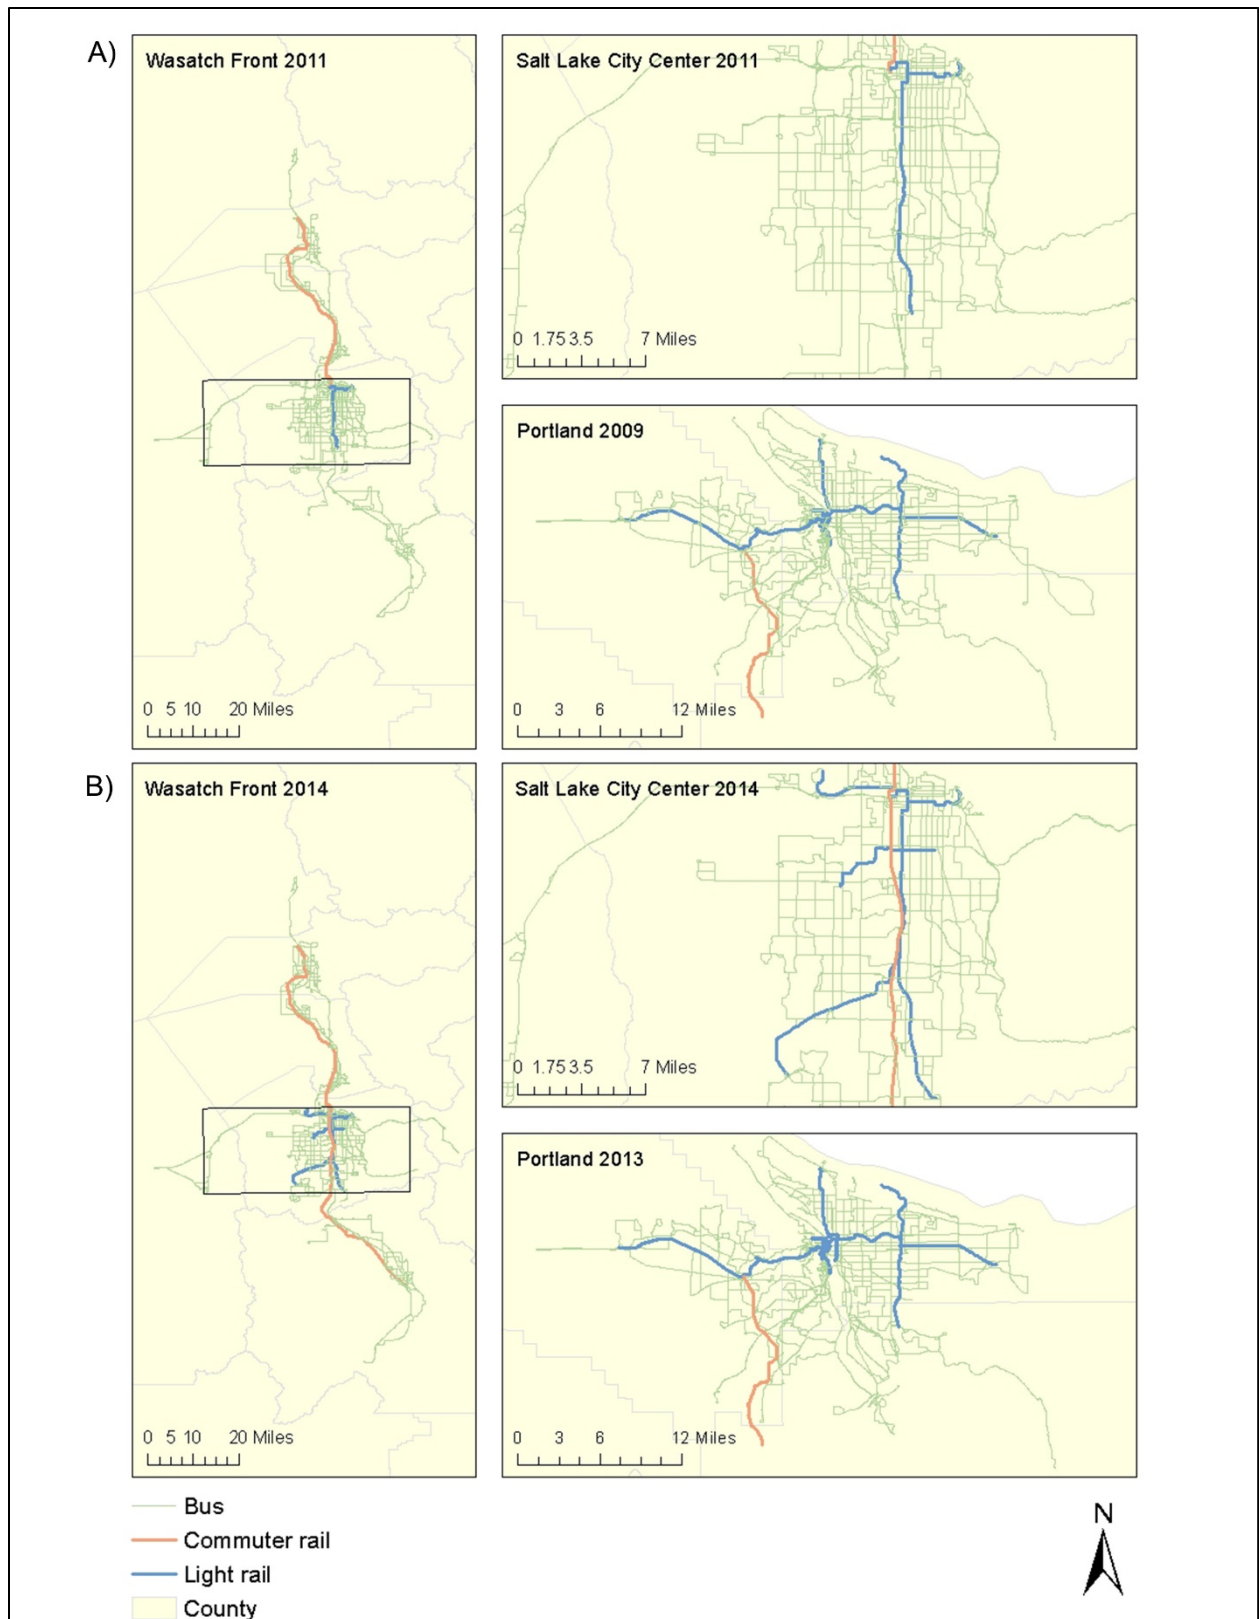 A)
Wasatch Front 2011
0 5 10 20 Miles
Salt Lake City Center 2011
0 1.75 3.5 7 Miles
Portland 2009
0 3 6 12 Miles
B)
Wasatch Front 2014
0 5 10 20 Miles
Salt Lake City Center 2014
0 1.75 3.5 7 Miles
Portland 2013
0 3 6 12 Miles
Bus
Commuter rail
Light rail
County
N